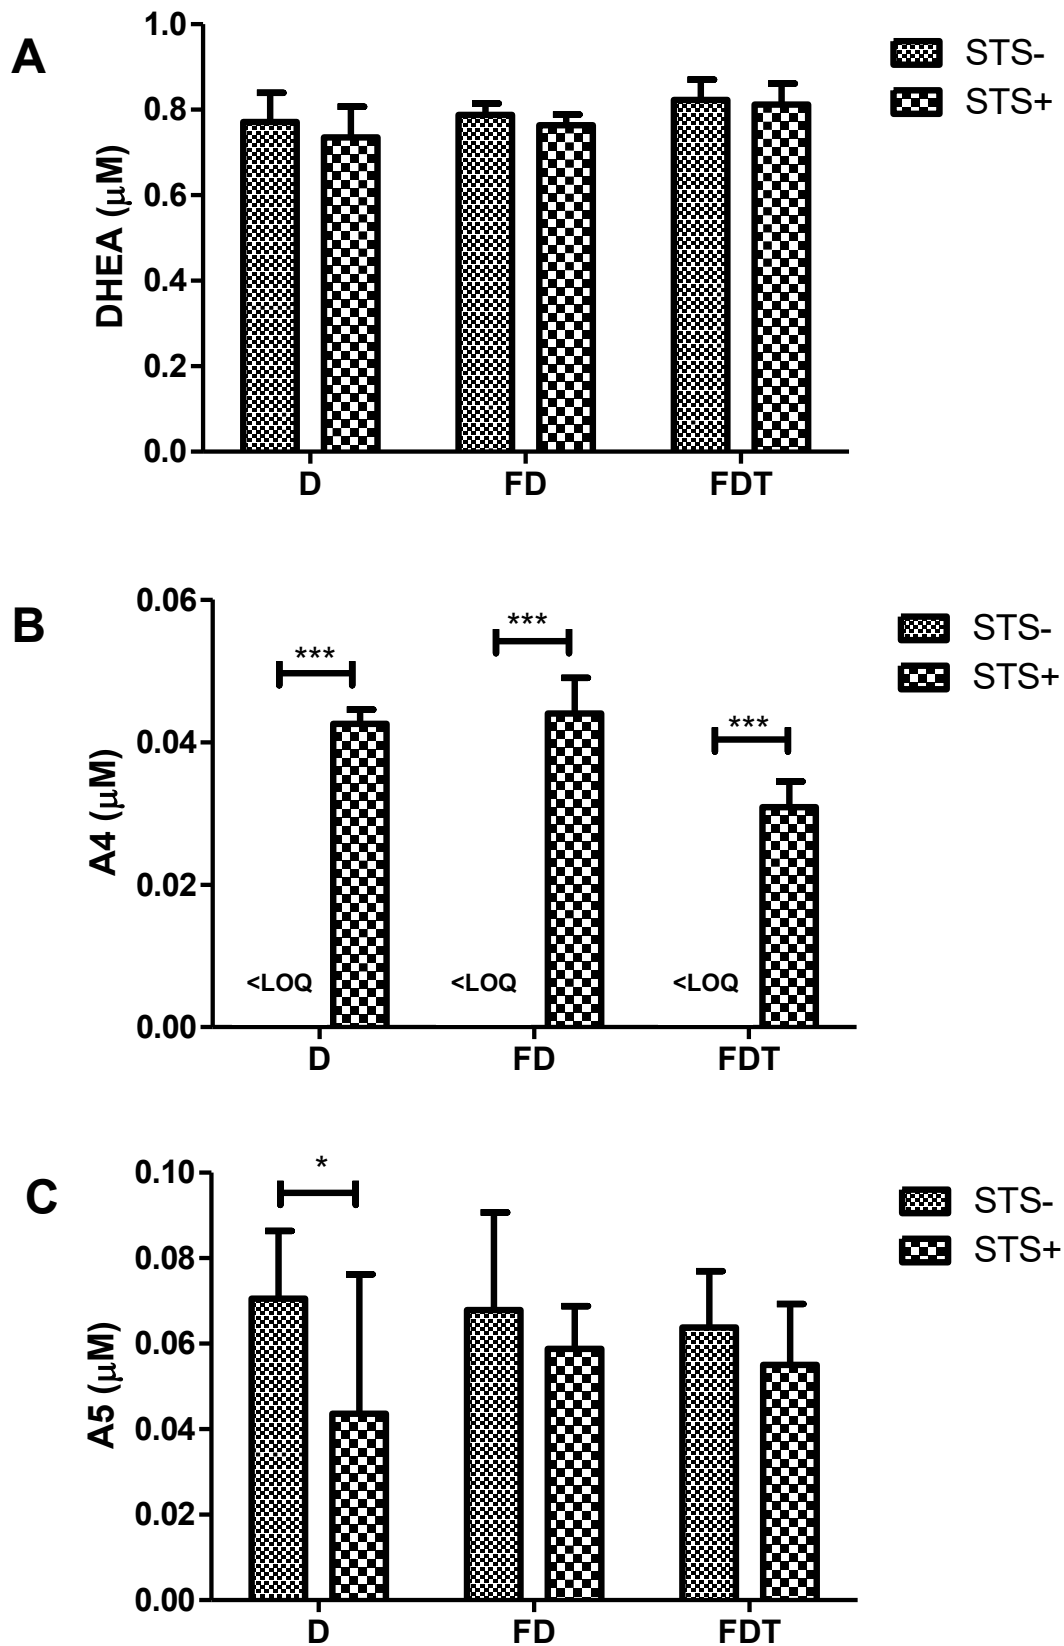 A
DHEA (μM)
1.0
0.8
0.6
0.4
0.2
0.0
D
FD
FDT
STS-
STS+
B
A4 (μM)
0.06
0.04
0.02
0.00
***
***
***
<LOQ
<LOQ
<LOQ
D
FD
FDT
STS-
STS+
C
A5 (μM)
0.10
0.08
0.06
0.04
0.02
0.00
*
D
FD
FDT
STS-
STS+